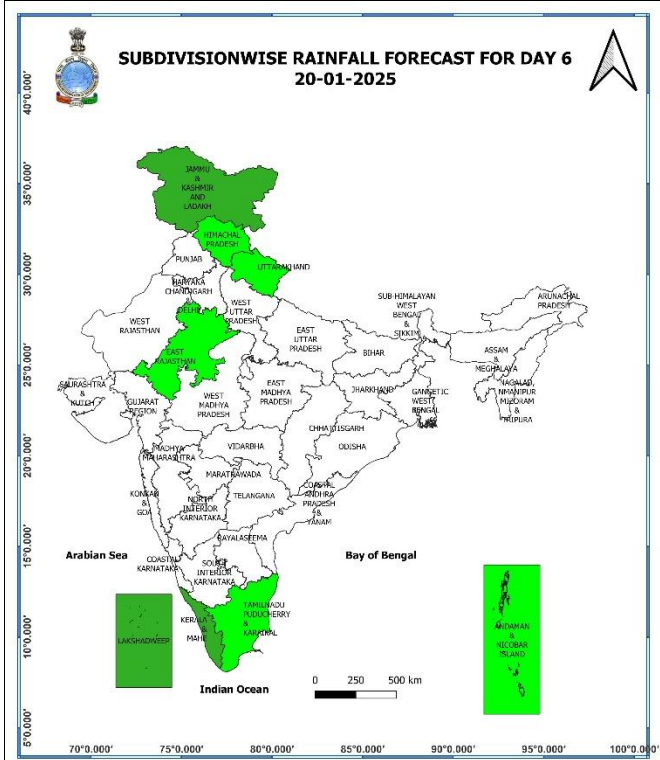 SUBDIVISIONWISE RAINFALL FORECAST FOR DAY 6
20-01-2025
40°0.000'
35°0.000'
30°0.000'
25°0.000'
20°0.000'
15°0.000'
10°0.000'
5°0.000'
JAMMU
&
KASHMIR
AND
LADAKH
HIMACHAL
PRADESH
PUNJAB
UTTARAKHAND
HARYANA
CHANDIGARH
&
DELHI
WEST
RAJASTHAN
WEST
UTTAR
PRADESH
EAST
UTTAR
PRADESH
SUB HIMALAYAN
WEST
BENGAL
&
SIKKIM
ARUNACHAL
PRADESH
EAST
RAJASTHAN
BIHAR
ASSAM
&
MEGHALAYA
SAURASHTRA
&
KUTCH
GUJARAT
REGION
WEST
MADHYA
PRADESH
EAST
MADHYA
PRADESH
JHARKHAND
GANGETIC
WEST
BENGAL
NAGALAD,
NMANIPUR
MIZORAM
&
TRIPURA
CHHATTISGARH
ODISHA
MADHYA
MAHARASHTRA
VIDARBHA
MARATHWADA
KONKAN
&
GOA
NORTH
INTERIOR
KARNATAKA
TELANGANA
COASTAL
ANDHRA
PRADESH
&
YANAM
RAYALASEEMA
Arabian Sea
Bay of Bengal
COASTAL
KARNATAKA
SOUTH
INTERIOR
KARNATAKA
LAKSHADWEEP
KERALA
&
MAHE
TAMILNADU
PUDUCHERRY
&
KARAIKAL
ANDAMAN
&
NICOBAR
ISLAND
Indian Ocean
0 250 500 km
70°0.000' 75°0.000' 80°0.000' 85°0.000' 90°0.000' 95°0.000' 100°0.000'